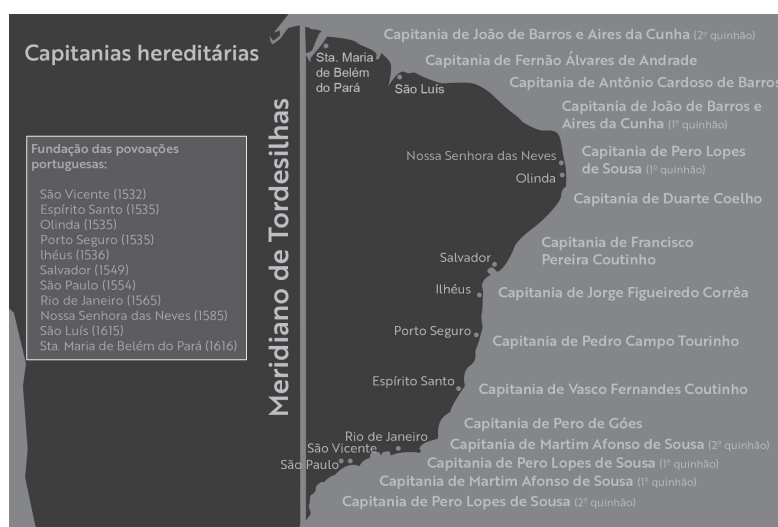 Capitanias hereditárias
Fundação das povoações
portuguesas:
São Vicente (1532)
Espírito Santo (1535)
Olinda (1535)
Porto Seguro (1535)
Ihéus (1536)
Salvador (1549)
São Paulo (1554)
Rio de Janeiro (1565)
Nossa Senhora das Neves (1585)
São Luís (1615)
Sta. Maria de Belém do Pará (1616)
Meridiano de Tordesilhas
Sta. Maria
de Belém
do Pará
São Luís
Nossa Senhora das Neves
Olinda
Salvador
Ilhéus
Porto Seguro
Espírito Santo
Rio de Janeiro
São Vicente
São Paulo
Capitania de João de Barros e Aires da Cunha (2º quinhão)
Capitania de Fernão Álvares de Andrade
Capitania de Antônio Cardoso de Barros
Capitania de João de Barros e
Aires da Cunha (1º quinhão)
Capitania de Pero Lopes
de Sousa (1º quinhão)
Capitania de Duarte Coelho
Capitania de Francisco
Pereira Coutinho
Capitania de Jorge Figueiredo Corrêa
Capitania de Pedro Campo Tourinho
Capitania de Vasco Fernandes Coutinho
Capitania de Pero de Góes
Capitania de Martim Afonso de Sousa (2º quinhão)
Capitania de Pero Lopes de Sousa (1º quinhão)
Capitania de Martim Afonso de Sousa (1º quinhão)
Capitania de Pero Lopes de Sousa (2º quinhão)